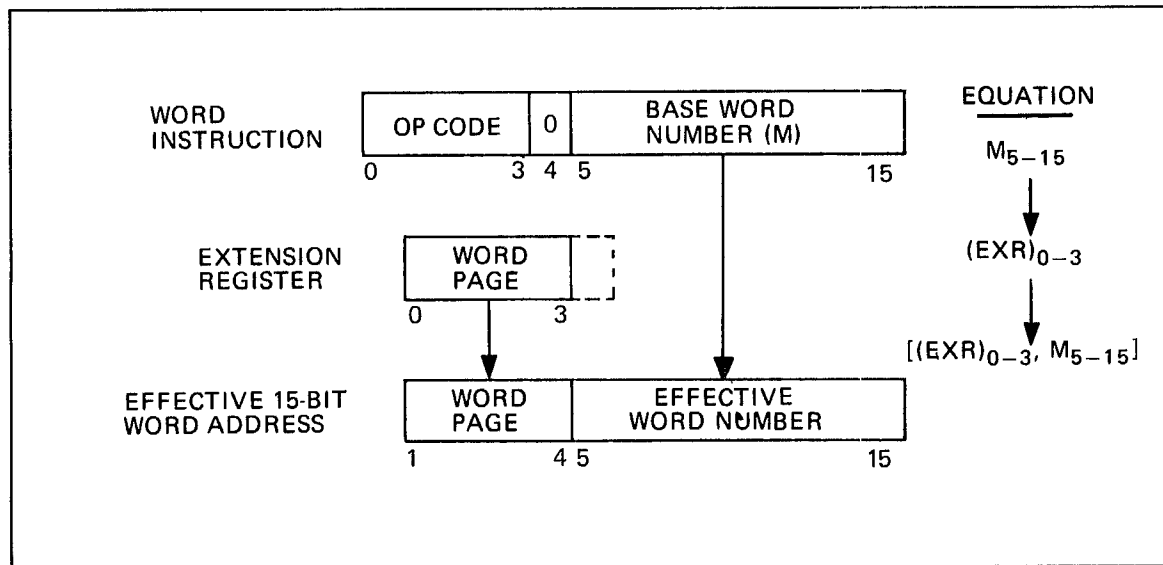 WORD
INSTRUCTION
OP CODE
0
BASE WORD
NUMBER (M)
0 3 4 5 15
EXTENSION
REGISTER
WORD
PAGE
0 3
EFFECTIVE 15-BIT
WORD ADDRESS
WORD
PAGE
EFFECTIVE
WORD NUMBER
1 4 5 15
EQUATION
M5–15
(EXR)0–3
[(EXR)0–3, M5–15]